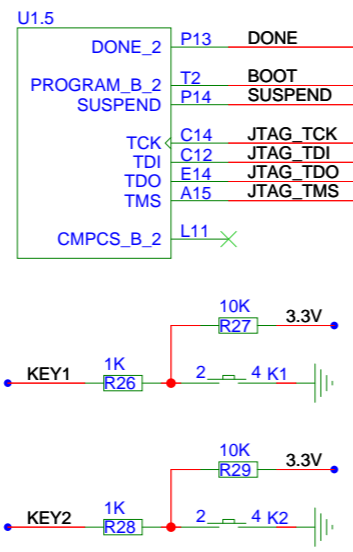 U1.5
DONE_2 P13 DONE
PROGRAM_B_2 T2 BOOT
SUSPEND P14 SUSPEND
TCK C14 JTAG_TCK
TDI C12 JTAG_TDI
TDO E14 JTAG_TDO
TMS A15 JTAG_TMS
CMPCS_B_2 L11
10K
R27 3.3V
KEY1 1K 2 4 K1
R26
10K
R29 3.3V
KEY2 1K 2 4 K2
R28